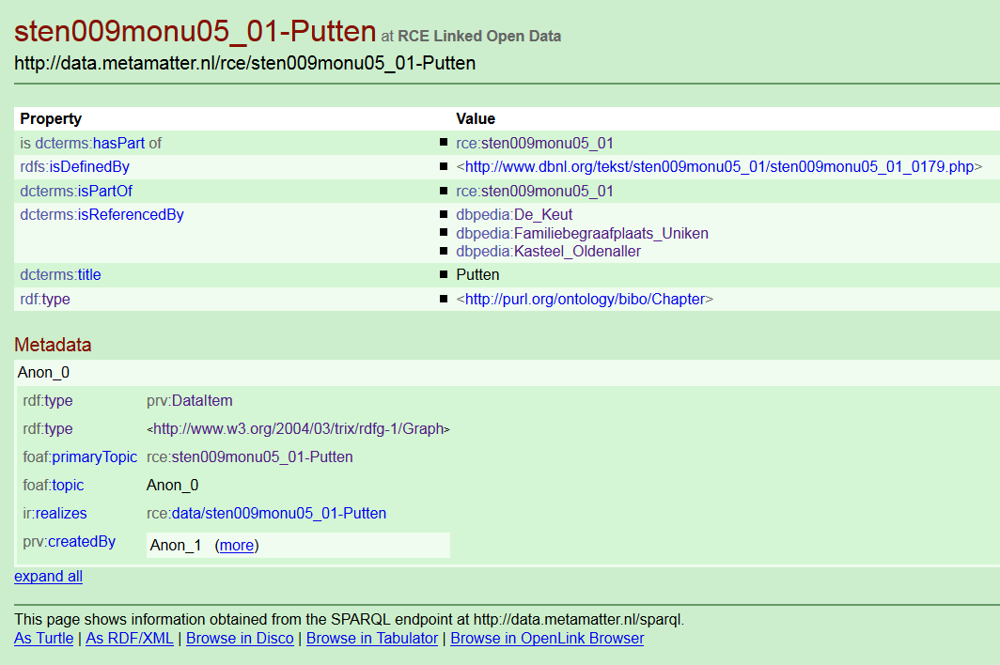 sten009monu05_01-Putten at RCE Linked Open Data
http://data.metamatter.nl/rce/sten009monu05_01-Putten
Property Value
is dcterms:hasPart of rce:sten009monu05_01
rdfs:isDefinedBy <http://www.dbnl.org/tekst/sten009monu05_01/sten009monu05_01_0179.php>
dcterms:isPartOf rce:sten009monu05_01
dcterms:isReferencedBy dbpedia:De_Keut
dbpedia:Familiebegraafplaats_Uniken
dbpedia:Kasteel_Oldenaller
dcterms:title Putten
rdf:type <http://purl.org/ontology/bibo/Chapter>
Metadata
Anon_0
rdf:type prv:DataItem
rdf:type <http://www.w3.org/2004/03/trix/rdfg-1/Graph>
foaf:primaryTopic rce:sten009monu05_01-Putten
foaf:topic Anon_0
ir:realizes rce:data/sten009monu05_01-Putten
prv:createdBy Anon_1 (more)
expand all
This page shows information obtained from the SPARQL endpoint at http://data.metamatter.nl/sparql.
As Turtle | As RDF/XML | Browse in Disco | Browse in Tabulator | Browse in OpenLink Browser